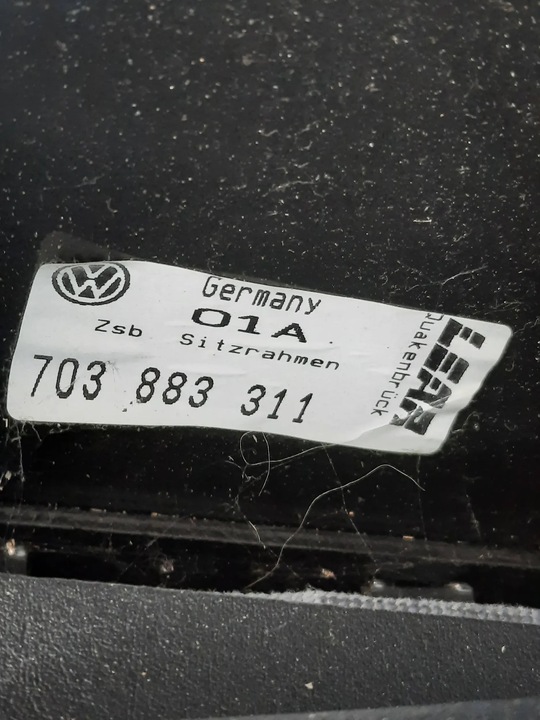 Germany
01A
Zsb Sitzrahmen
703 883 311
LEAR
Quakenbrück